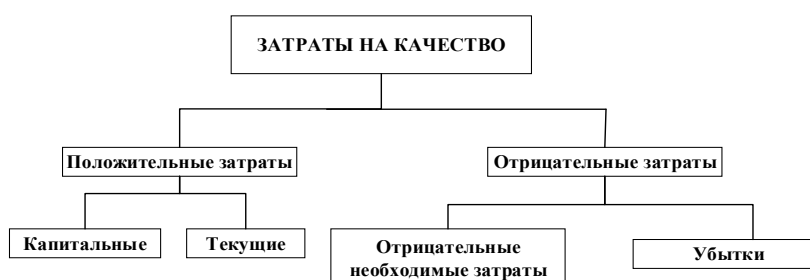 ЗАТРАТЫ НА КАЧЕСТВО
Положительные затраты
Отрицательные затраты
Капитальные
Текущие
Отрицательные
необходимые затраты
Убытки